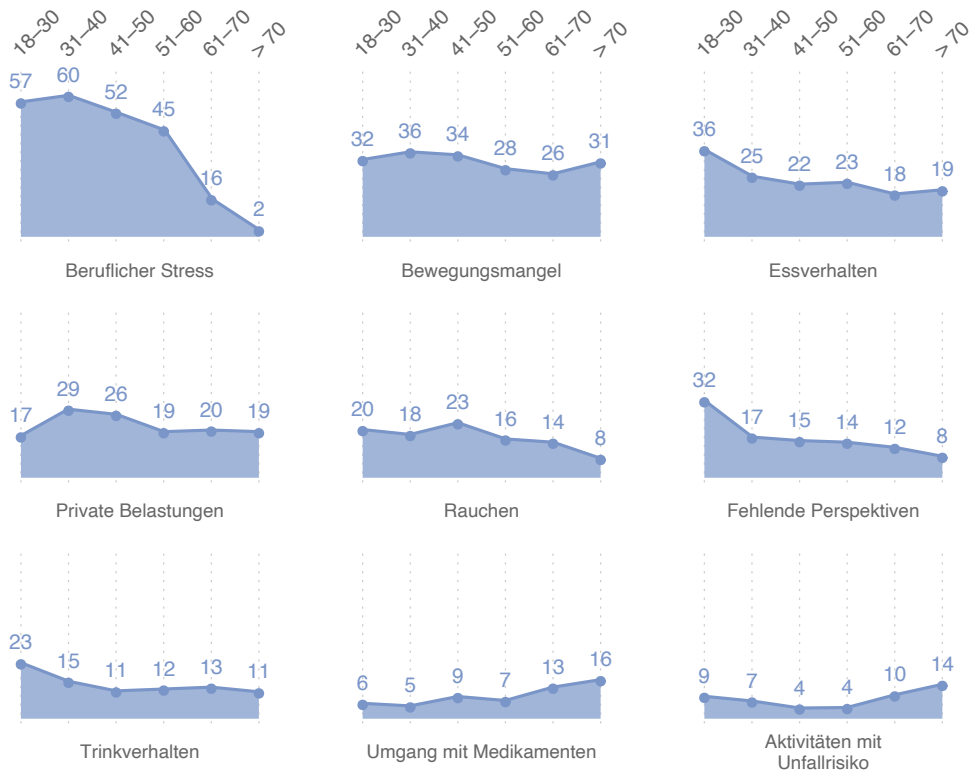 18–30 31–40 41–50 51–60 61–70 > 70
57 60 52 45 16 2
Beruflicher Stress
18–30 31–40 41–50 51–60 61–70 > 70
32 36 34 28 26 31
Bewegungsmangel
18–30 31–40 41–50 51–60 61–70 > 70
36 25 22 23 18 19
Essverhalten
17 29 26 19 20 19
Private Belastungen
20 18 23 16 14 8
Rauchen
32 17 15 14 12 8
Fehlende Perspektiven
23 15 11 12 13 11
Trinkverhalten
6 5 9 7 13 16
Umgang mit Medikamenten
9 7 4 4 10 14
Aktivitäten mit
Unfallrisiko